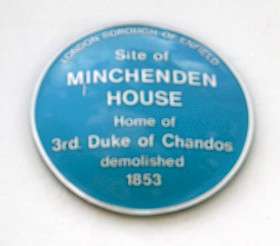 LONDON BOROUGH OF ENFIELD
Site of
MINCHENDEN
HOUSE
Home of
3rd. Duke of Chandos
demolished
1853